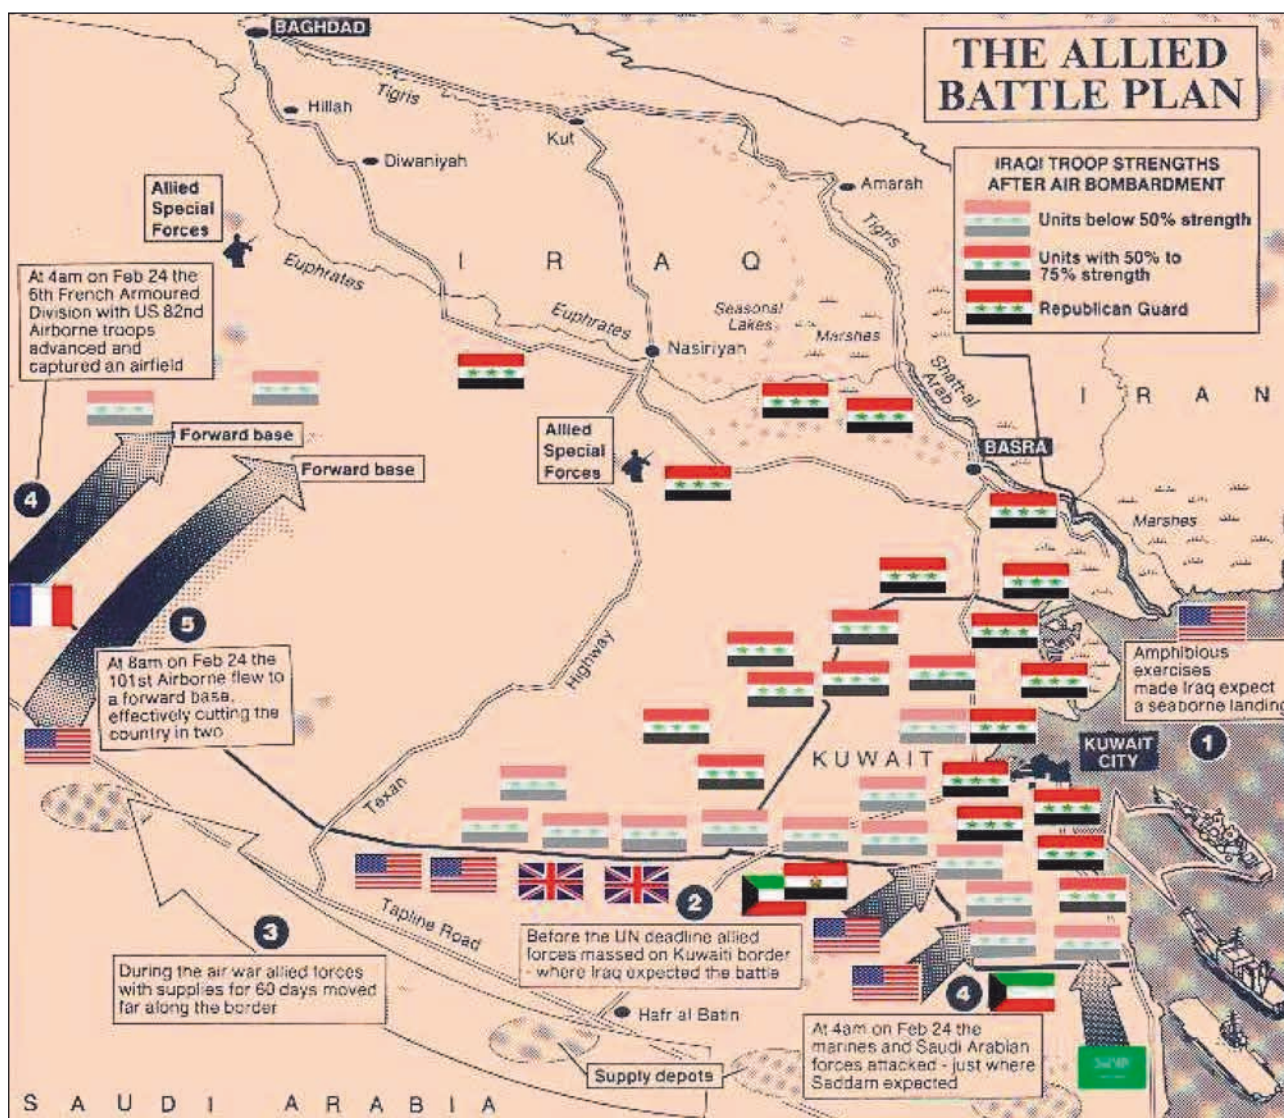 THE ALLIED
BATTLE PLAN
IRAQI TROOP STRENGTHS
AFTER AIR BOMBARDMENT
Units below 50% strength
Units with 50% to
75% strength
Republican Guard
BAGHDAD
Tigris
Hillah
Kut
Diwaniyah
Amarah
Tigris
Allied
Special
Forces
Euphrates
I R A Q
Seasonal
Lakes
Marshes
Euphrates
Nasiriyah
Shatt-al
Arab
I R A N
At 4am on Feb 24 the
6th French Armoured
Division with US 82nd
Airborne troops
advanced and
captured an airfield
Forward base
Forward base
Allied
Special
Forces
BASRA
Marshes
4
5
At 8am on Feb 24 the
101st Airborne flew to
a forward base,
effectively cutting the
country in two
Highway
Texan
Amphibious
exercises
made Iraq expect
a seaborne landing
1
KUWAIT
KUWAIT
CITY
Tapline Road
2
Before the UN deadline allied
forces massed on Kuwaiti border
- where Iraq expected the battle
3
During the air war allied forces
with supplies for 60 days moved
far along the border
Hafr al Batin
4
At 4am on Feb 24 the
marines and Saudi Arabian
forces attacked - just where
Saddam expected
Supply depots
S A U D I A R A B I A